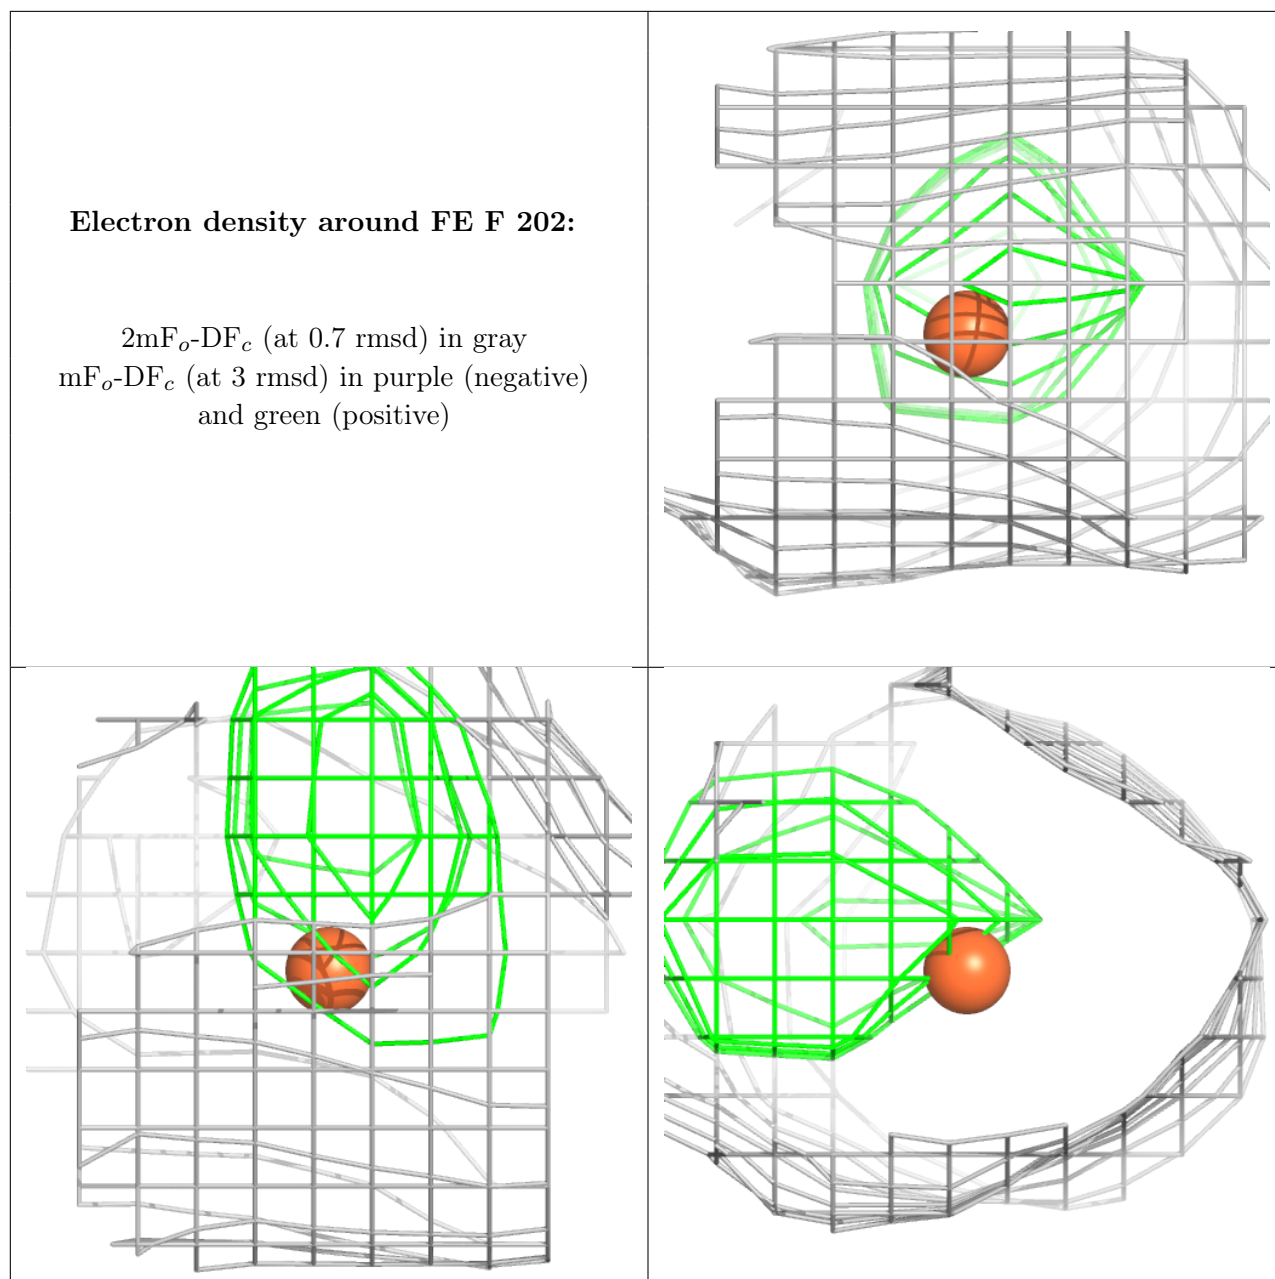 Electron density around FE F 202:
2mFo-DFc (at 0.7 rmsd) in gray
mFo-DFc (at 3 rmsd) in purple (negative)
and green (positive)